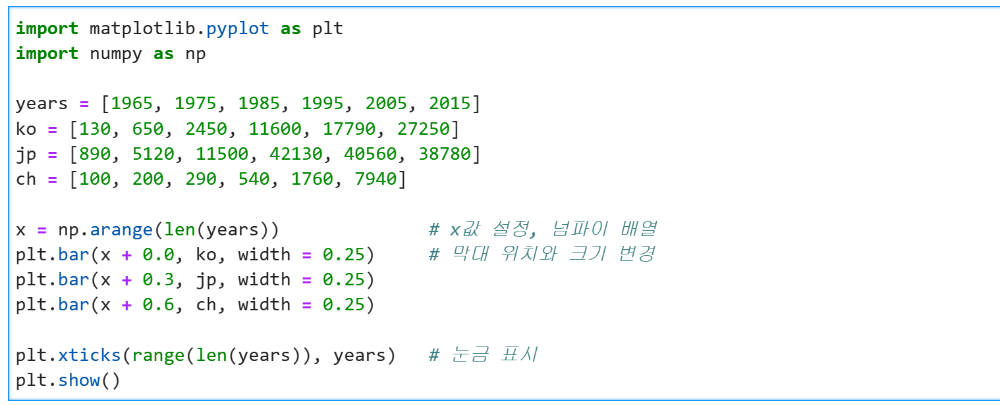 import matplotlib.pyplot as plt
import numpy as np
years = [1965, 1975, 1985, 1995, 2005, 2015]
ko = [130, 650, 2450, 11600, 17790, 27250]
jp = [890, 5120, 11500, 42130, 40560, 38780]
ch = [100, 200, 290, 540, 1760, 7940]
x = np.arange(len(years)) # x값 설정, 넘파이 배열
plt.bar(x + 0.0, ko, width = 0.25) # 막대 위치와 크기 변경
plt.bar(x + 0.3, jp, width = 0.25)
plt.bar(x + 0.6, ch, width = 0.25)
plt.xticks(range(len(years)), years) # 눈금 표시
plt.show()